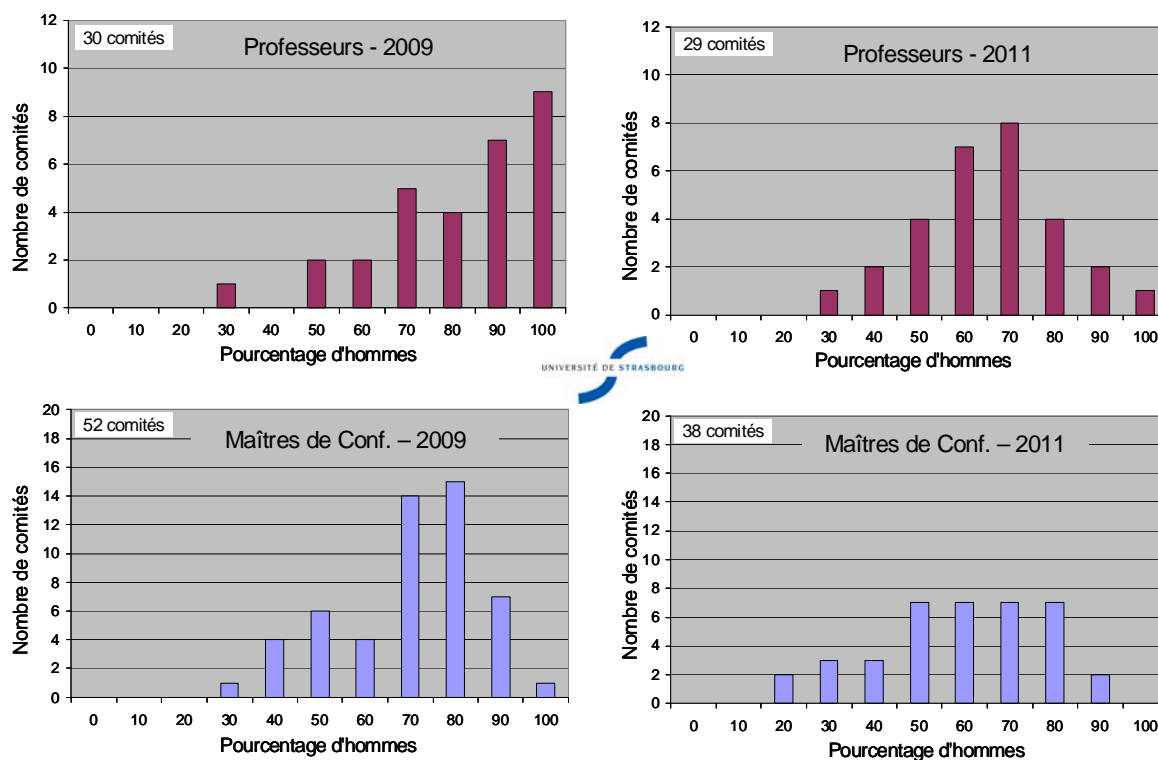 30 comités
Professeurs - 2009
Nombre de comités
12
10
8
6
4
2
0
0 10 20 30 40 50 60 70 80 90 100
Pourcentage d'hommes
29 comités
Professeurs - 2011
Nombre de comités
12
10
8
6
4
2
0
0 10 20 30 40 50 60 70 80 90 100
Pourcentage d'hommes
UNIVERSITÉ DE STRASBOURG
52 comités
Maîtres de Conf. – 2009
Nombre de comités
20
18
16
14
12
10
8
6
4
2
0
0 10 20 30 40 50 60 70 80 90 100
Pourcentage d'hommes
38 comités
Maîtres de Conf. – 2011
Nombre de comités
20
18
16
14
12
10
8
6
4
2
0
0 10 20 30 40 50 60 70 80 90 100
Pourcentage d'hommes